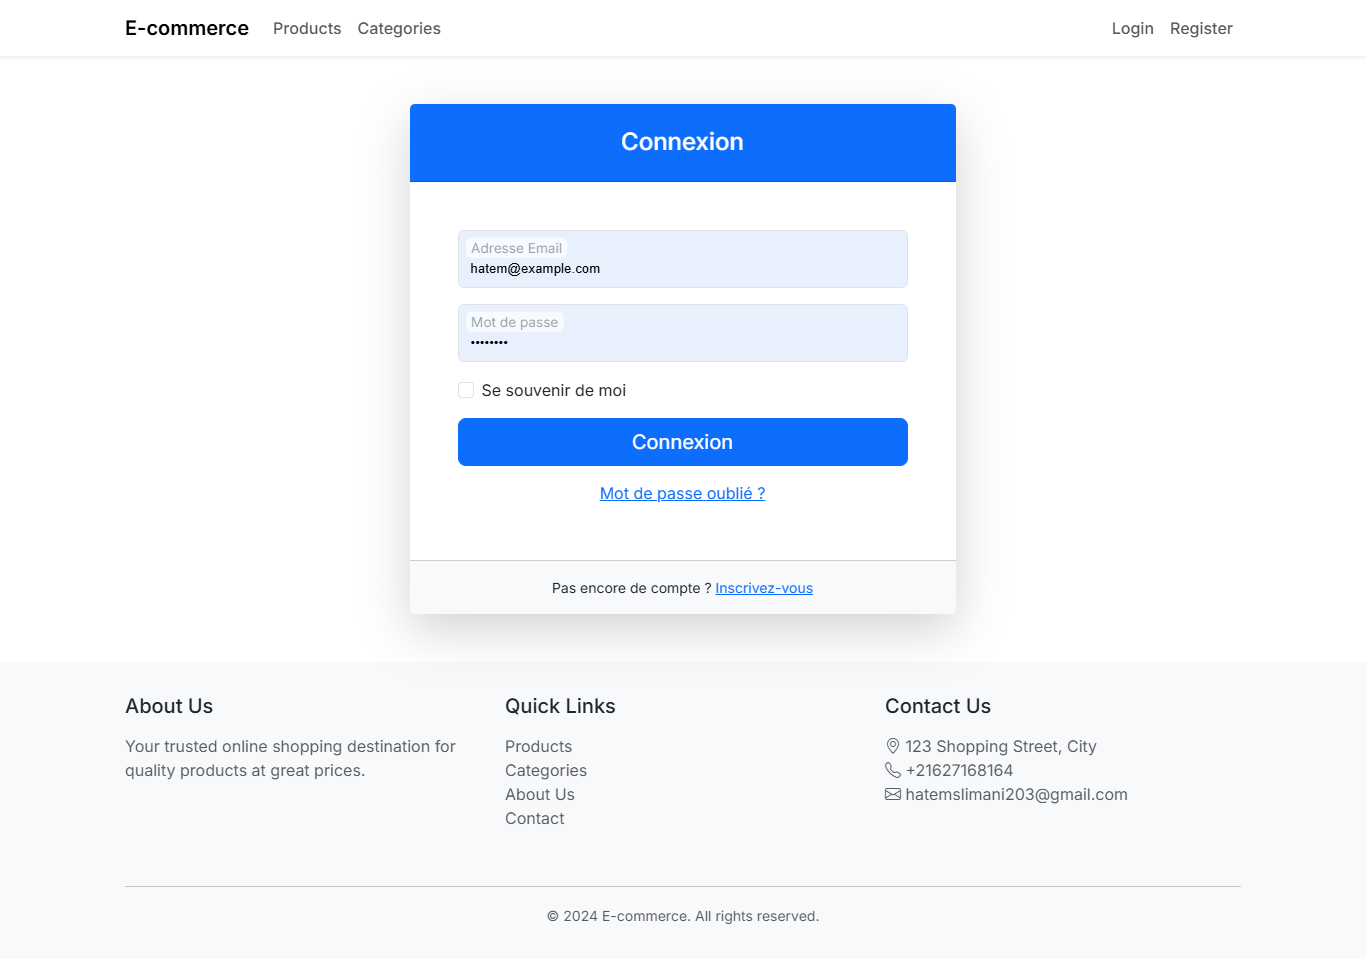 E-commerce Products Categories Login Register
Connexion
Adresse Email
hatem@example.com
Mot de passe
••••••••
Se souvenir de moi
Connexion
Mot de passe oublié ?
Pas encore de compte ? Inscrivez-vous
About Us
Your trusted online shopping destination for
quality products at great prices.
Quick Links
Products
Categories
About Us
Contact
Contact Us
123 Shopping Street, City
+21627168164
hatemslimani203@gmail.com
© 2024 E-commerce. All rights reserved.